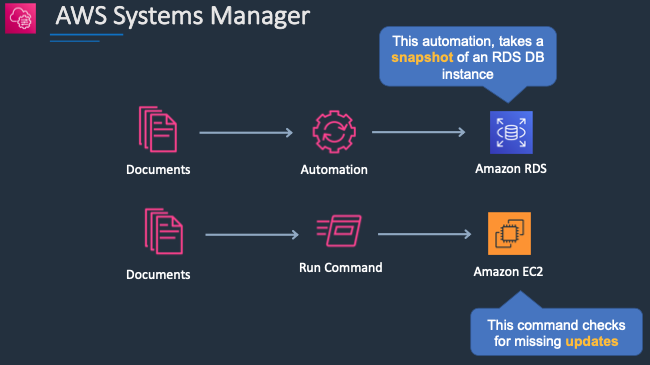 AWS Systems Manager
This automation, takes a
snapshot of an RDS DB
instance
Documents
Automation
Amazon RDS
Documents
Run Command
Amazon EC2
This command checks
for missing updates